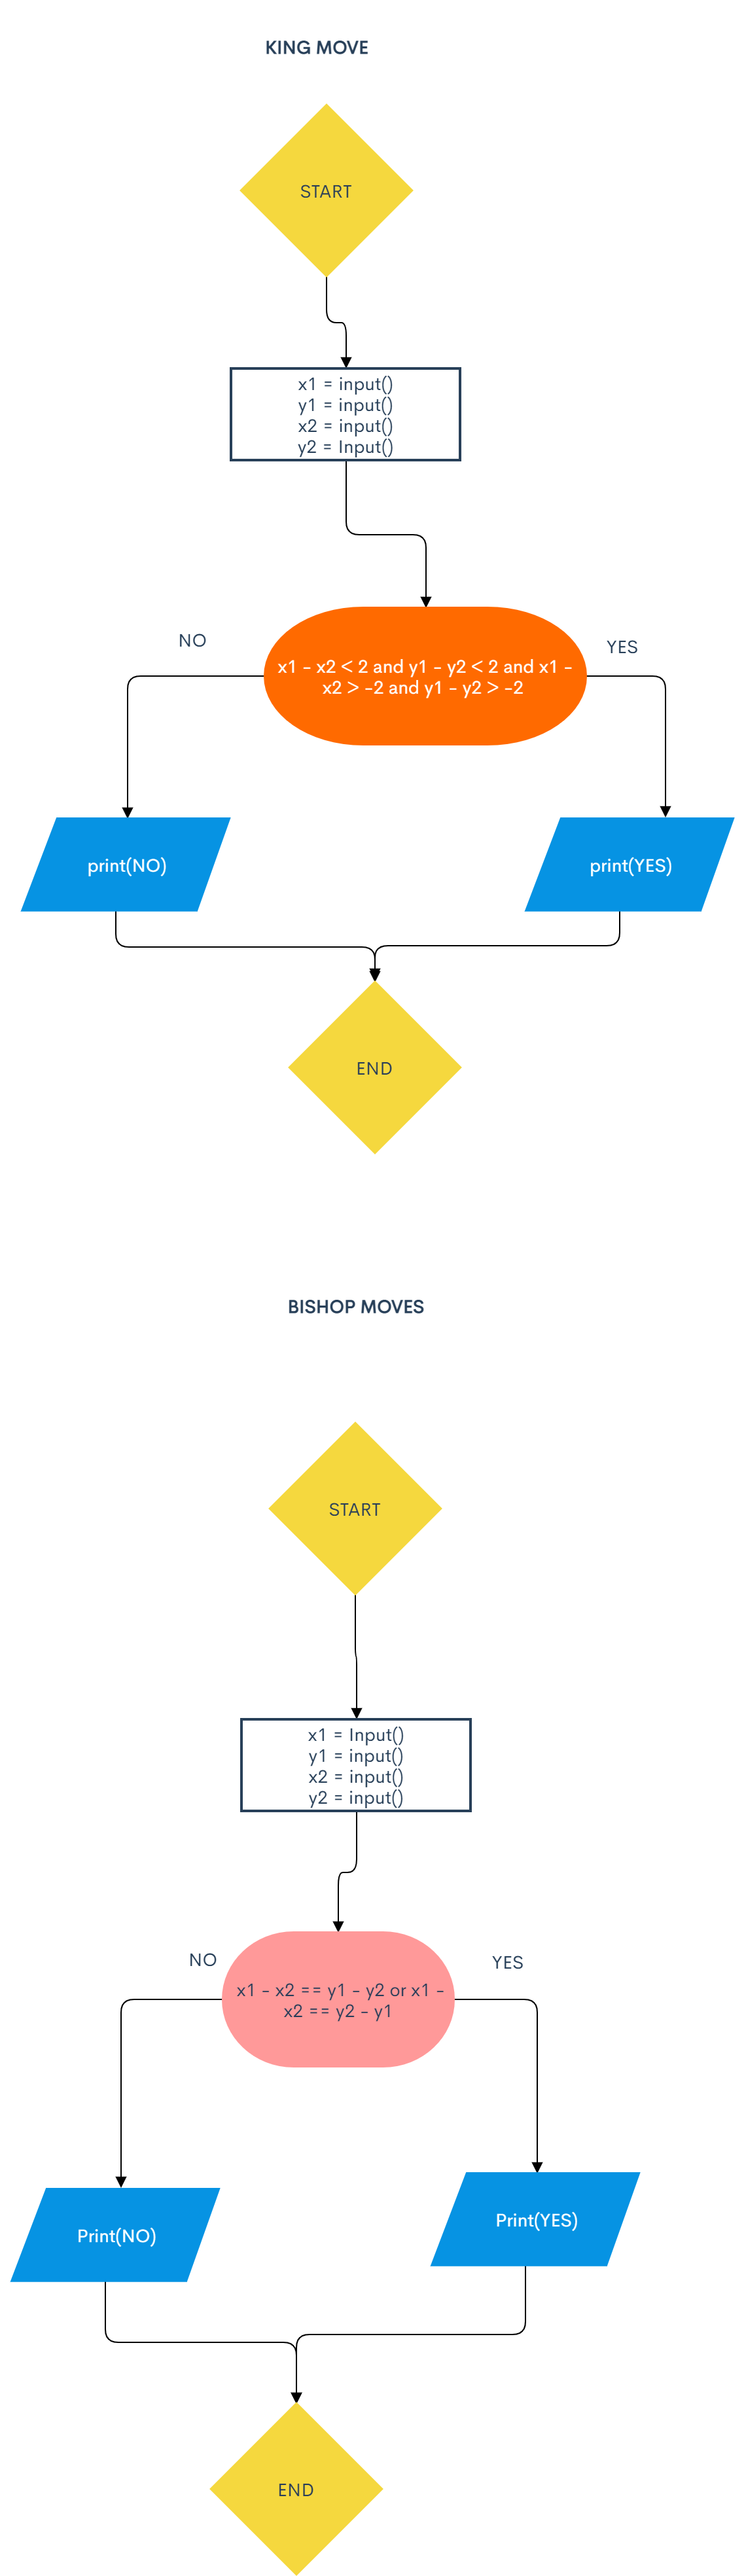 KING MOVE
START
x1 = input()
y1 = input()
x2 = input()
y2 = Input()
NO
YES
x1 - x2 < 2 and y1 - y2 < 2 and x1 -
x2 > -2 and y1 - y2 > -2
print(NO)
print(YES)
END
BISHOP MOVES
START
x1 = Input()
y1 = input()
x2 = input()
y2 = input()
NO
YES
x1 - x2 == y1 - y2 or x1 -
x2 == y2 - y1
Print(NO)
Print(YES)
END